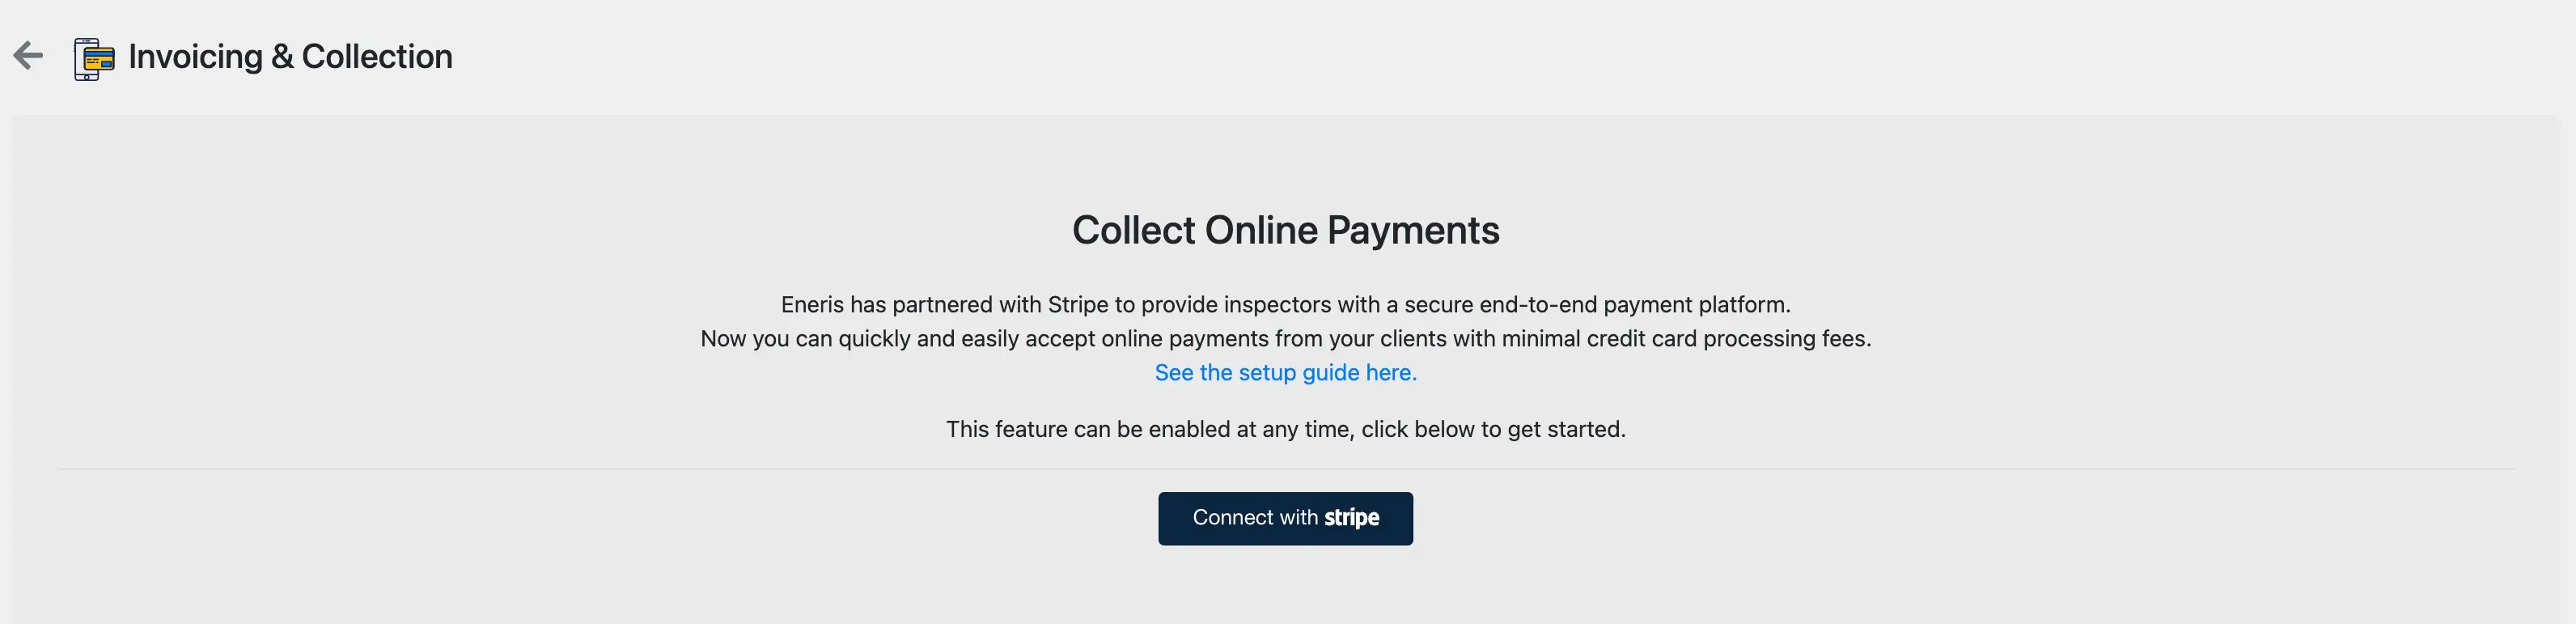 Invoicing & Collection
Collect Online Payments
Eneris has partnered with Stripe to provide inspectors with a secure end-to-end payment platform.
Now you can quickly and easily accept online payments from your clients with minimal credit card processing fees.
See the setup guide here.
This feature can be enabled at any time, click below to get started.
Connect with stripe